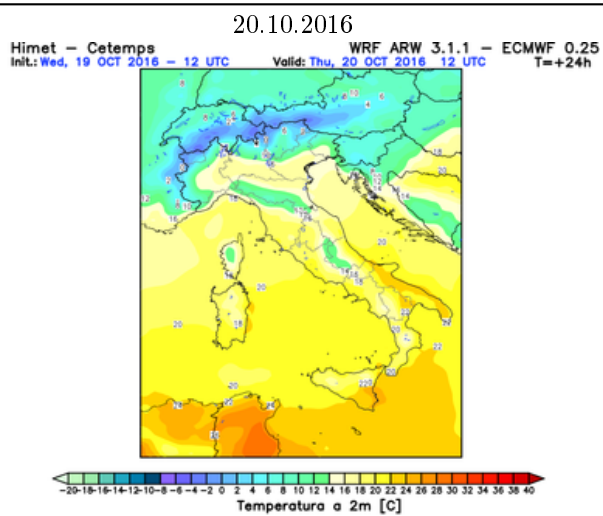 20.10.2016
Himet - Cetemps WRF ARW 3.1.1 - ECMWF 0.25
Init.: Wed, 19 OCT 2016 - 12 UTC Valid: Thu, 20 OCT 2016 12 UTC T=+24h
-20-18-16-14-12-10-8 -6 -4 -2 0 2 4 6 8 10 12 14 16 18 20 22 24 26 28 30 32 34 36 38 40
Temperatura a 2m [C]